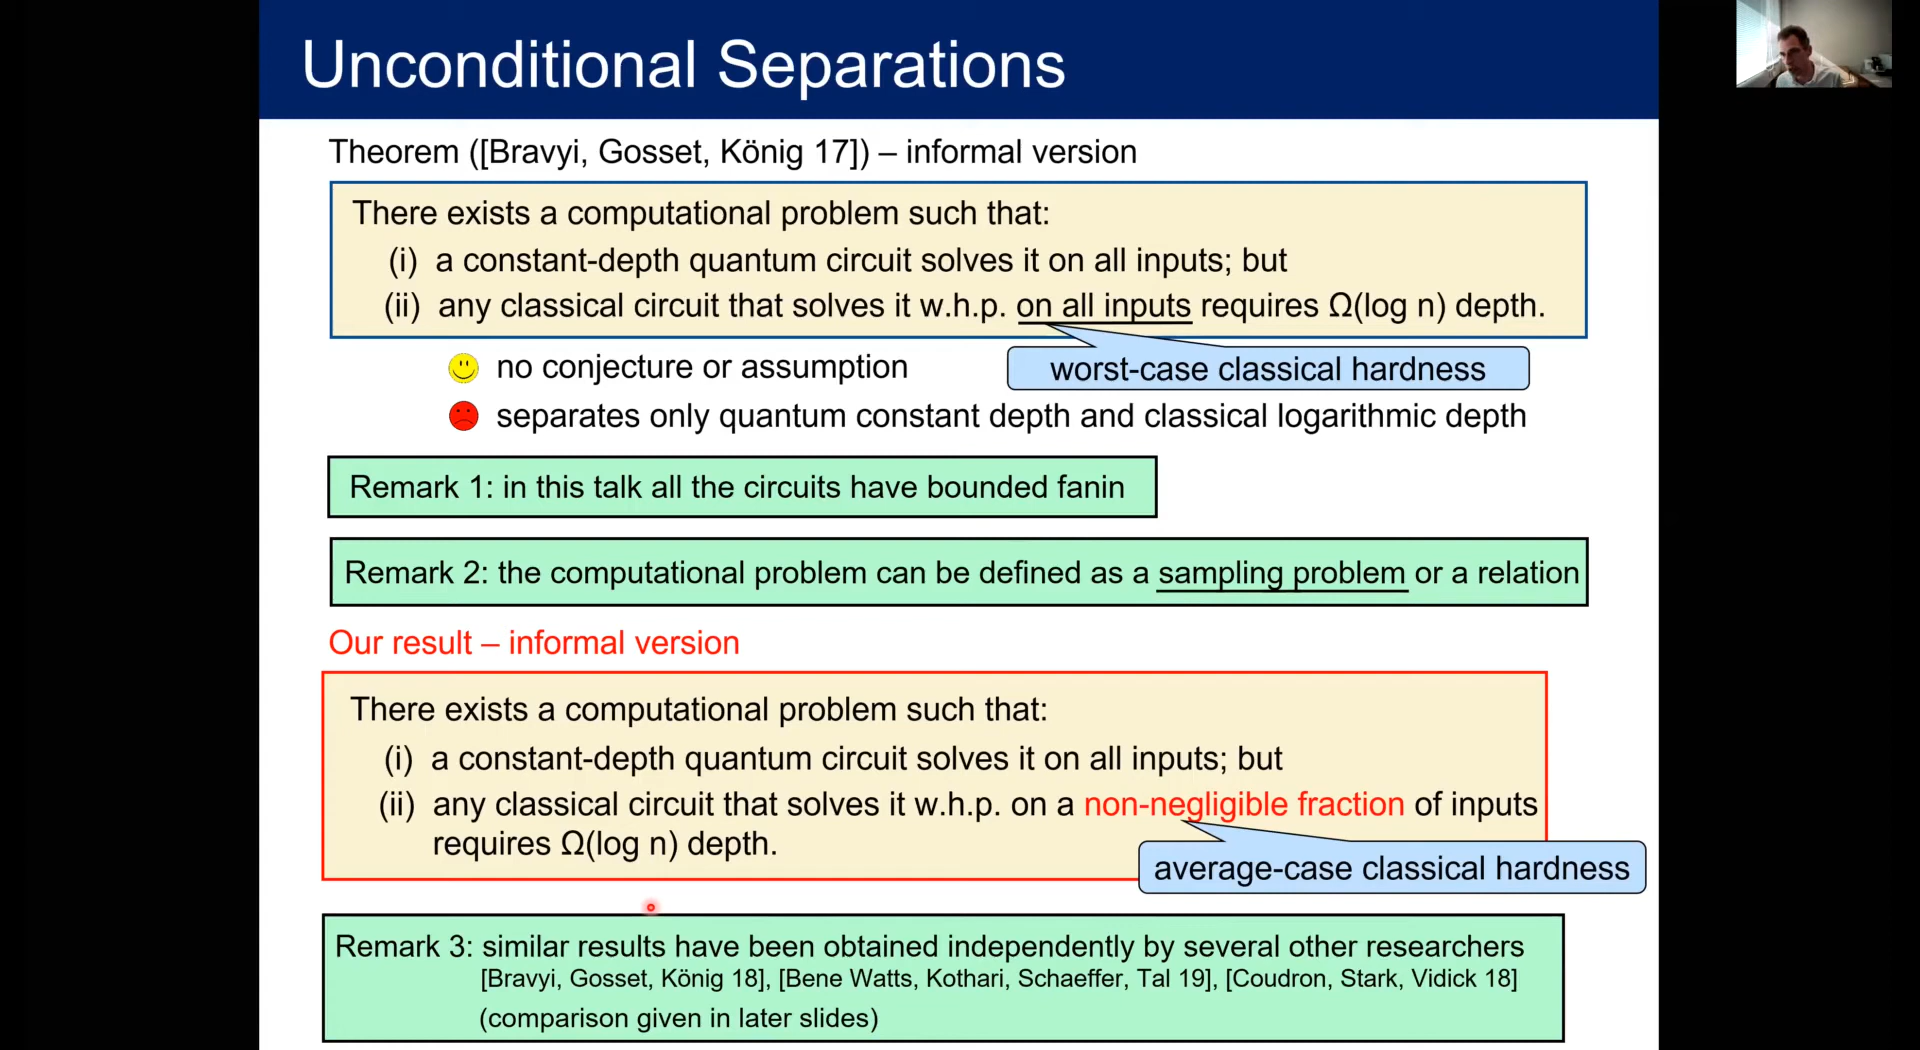 Unconditional Separations
Theorem ([Bravyi, Gosset, König 17]) – informal version
There exists a computational problem such that:
(i) a constant-depth quantum circuit solves it on all inputs; but
(ii) any classical circuit that solves it w.h.p. on all inputs requires Ω(log n) depth.
no conjecture or assumption
worst-case classical hardness
separates only quantum constant depth and classical logarithmic depth
Remark 1: in this talk all the circuits have bounded fanin
Remark 2: the computational problem can be defined as a sampling problem or a relation
Our result – informal version
There exists a computational problem such that:
(i) a constant-depth quantum circuit solves it on all inputs; but
(ii) any classical circuit that solves it w.h.p. on a non-negligible fraction of inputs
requires Ω(log n) depth.
average-case classical hardness
Remark 3: similar results have been obtained independently by several other researchers
[Bravyi, Gosset, König 18], [Bene Watts, Kothari, Schaeffer, Tal 19], [Coudron, Stark, Vidick 18]
(comparison given in later slides)